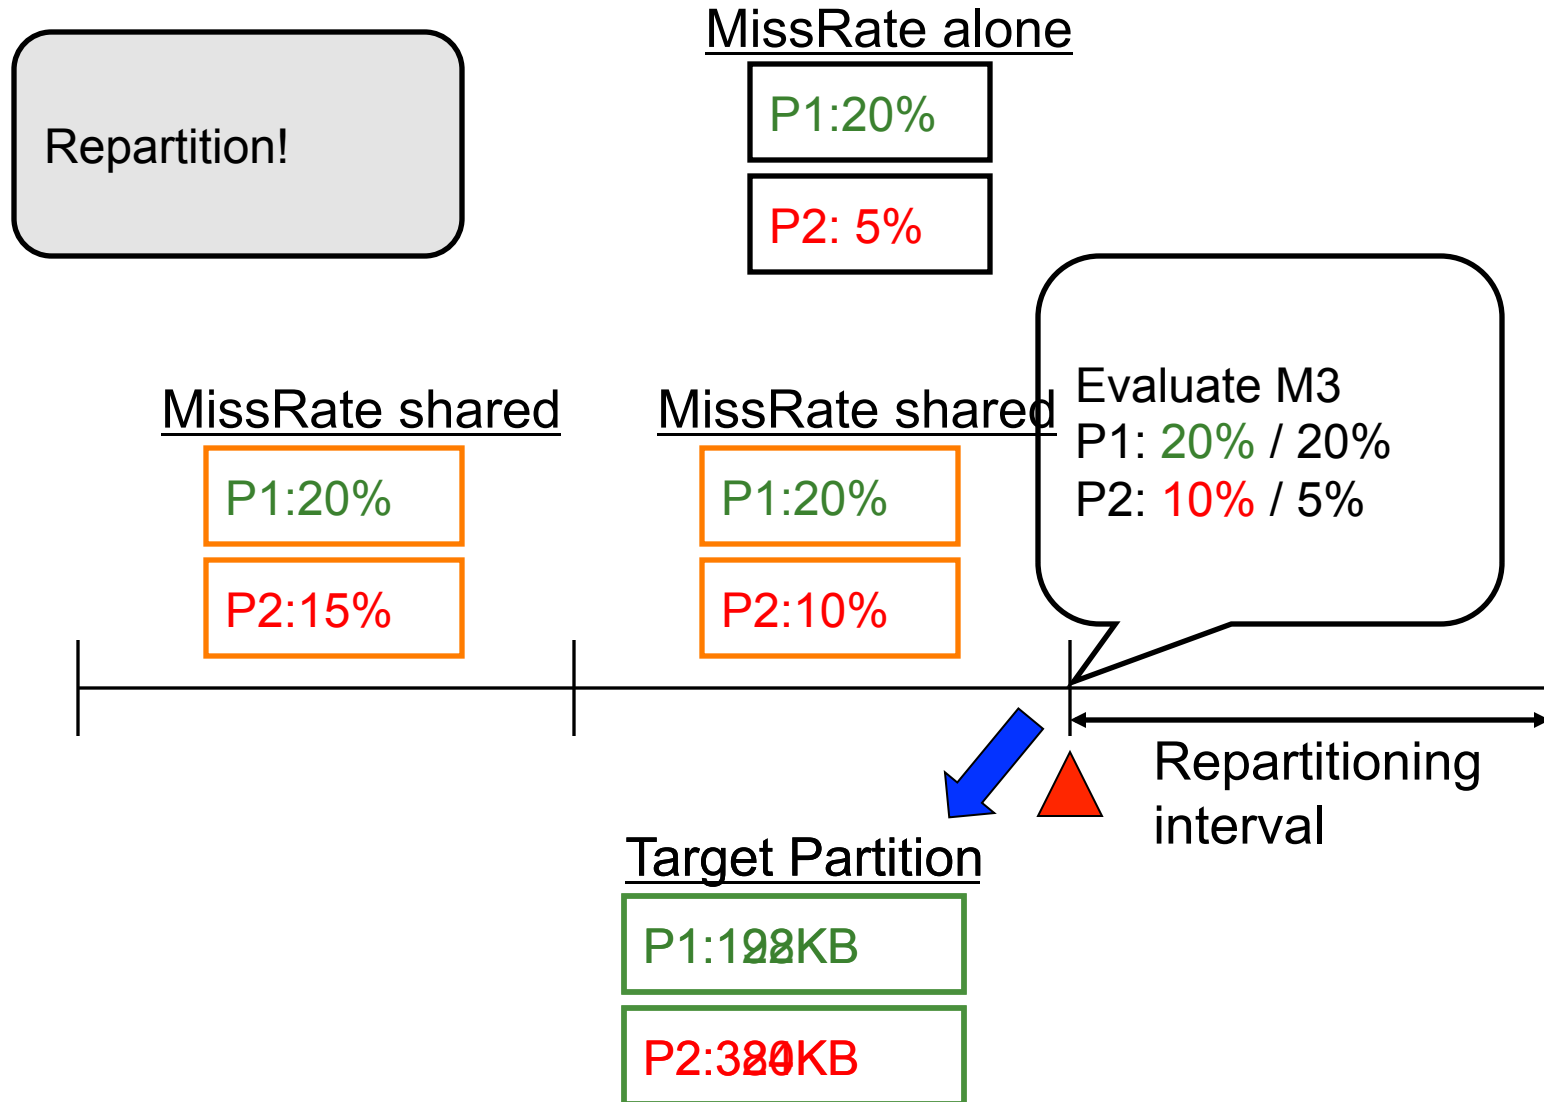 MissRate alone
Repartition!
P1:20%
P2: 5%
MissRate shared
MissRate shared
P1:20%
P2:15%
P1:20%
P2:10%
Evaluate M3
P1: 20% / 20%
P2: 10% / 5%
Repartitioning
interval
Target Partition